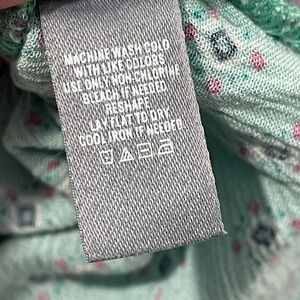 MACHINE WASH COLD
WITH LIKE COLORS
USE ONLY NON CHLORINE
BLEACH IF NEEDED
RESHAPE
LAY FLAT TO DRY
COOL IRON IF NEEDED